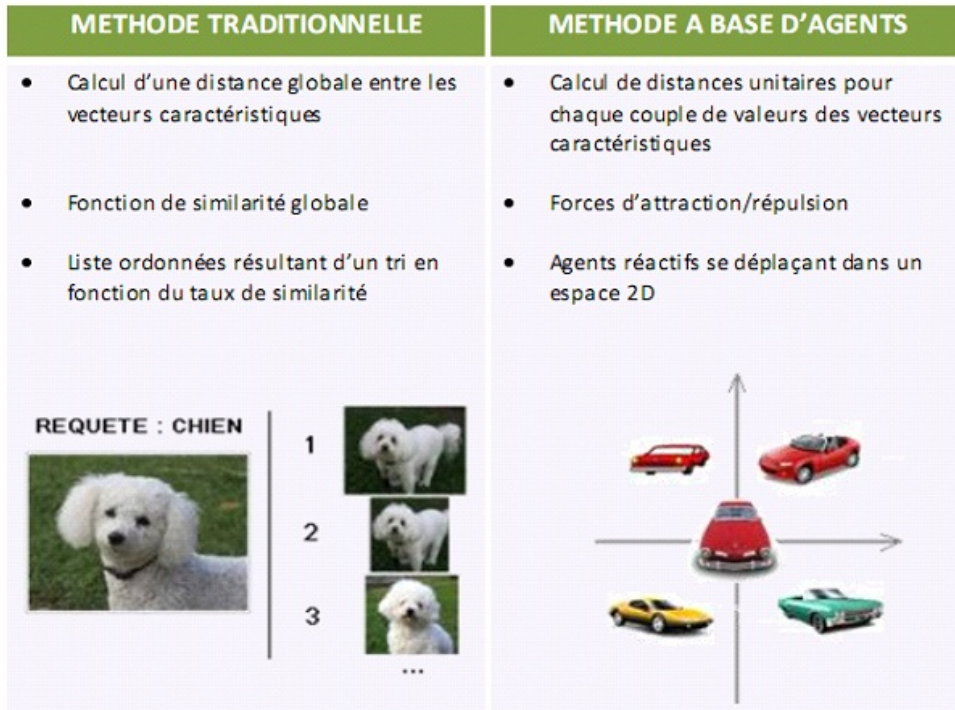 METHODE TRADITIONNELLE
METHODE A BASE D'AGENTS
• Calcul d'une distance globale entre les
vecteurs caractéristiques
• Fonction de similarité globale
• Liste ordonnées résultant d'un tri en
fonction du taux de similarité
REQUETE : CHIEN
1
2
3
...
• Calcul de distances unitaires pour
chaque couple de valeurs des vecteurs
caractéristiques
• Forces d'attraction/répulsion
• Agents réactifs se déplaçant dans un
espace 2D